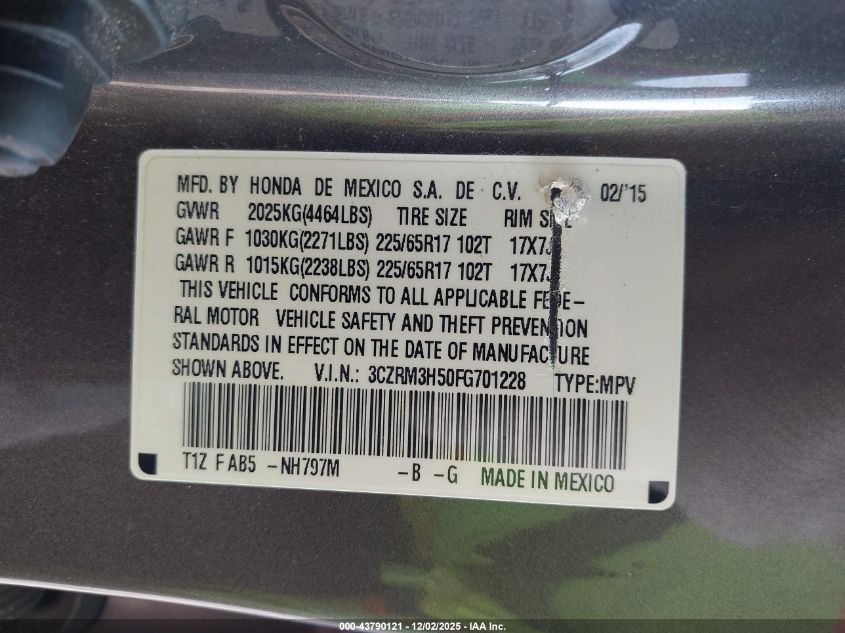 MFD. BY HONDA DE MEXICO S.A. DE C.V. 02/'15
GVWR 2025KG(4464LBS) TIRE SIZE RIM
GAWR F 1030KG(2271LBS) 225/65R17 102T 17X7J
GAWR R 1015KG(2238LBS) 225/65R17 102T 17X7J
THIS VEHICLE CONFORMS TO ALL APPLICABLE FEDE-
RAL MOTOR VEHICLE SAFETY AND THEFT PREVENTION
STANDARDS IN EFFECT ON THE DATE OF MANUFACTURE
SHOWN ABOVE. V.I.N.: 3CZRM3H50FG701228 TYPE:MPV
T1Z F AB5 -NH797M -B -G MADE IN MEXICO
000-43790121 - 12/02/2025 - IAA Inc.